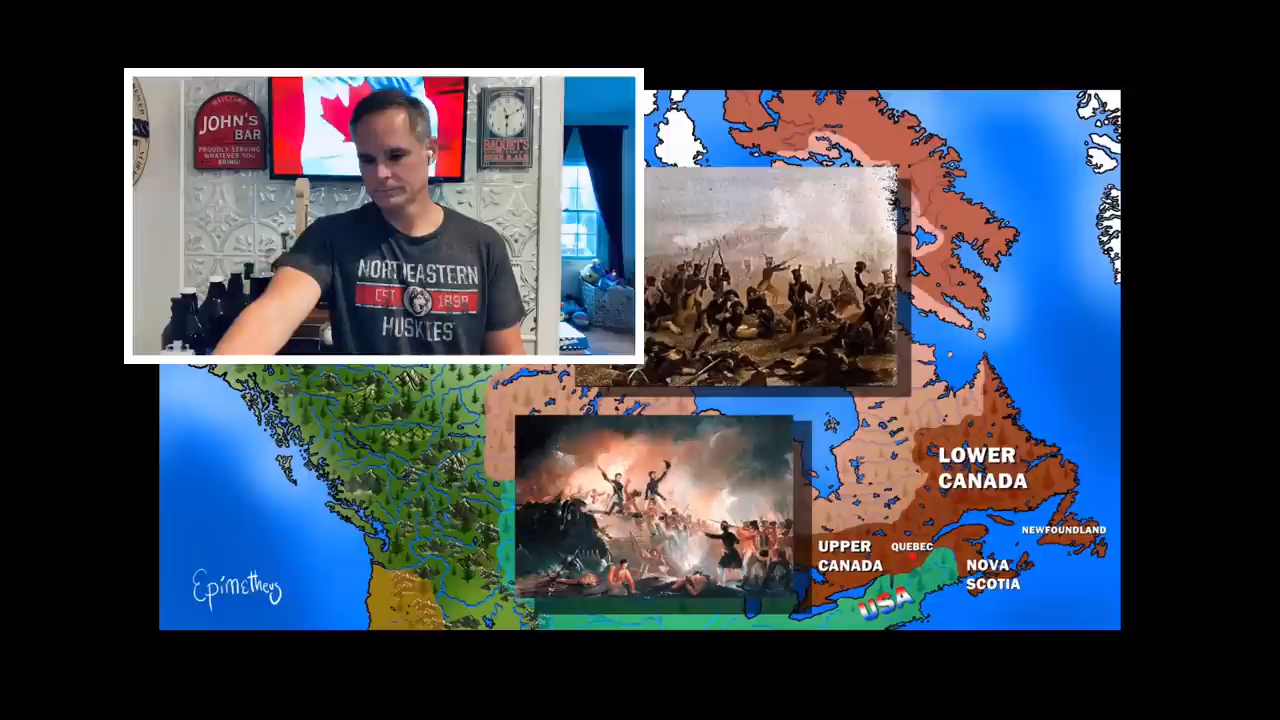 WELCOME
JOHN'S
BAR
PROUDLY SERVING
WHATEVER YOU
BRING!
NORTHEASTERN
EST 1898
HUSKIES
LOWER
CANADA
NEWFOUNDLAND
UPPER
CANADA
QUEBEC
NOVA
SCOTIA
USA
Epimetheus